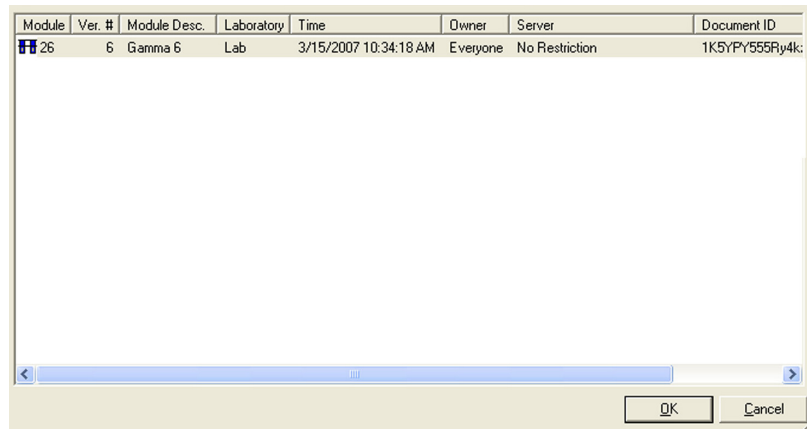 Module Ver. # Module Desc. Laboratory Time Owner Server Document ID
26 6 Gamma 6 Lab 3/15/2007 10:34:18 AM Everyone No Restriction 1K5YPY555Ry4k:
OK Cancel